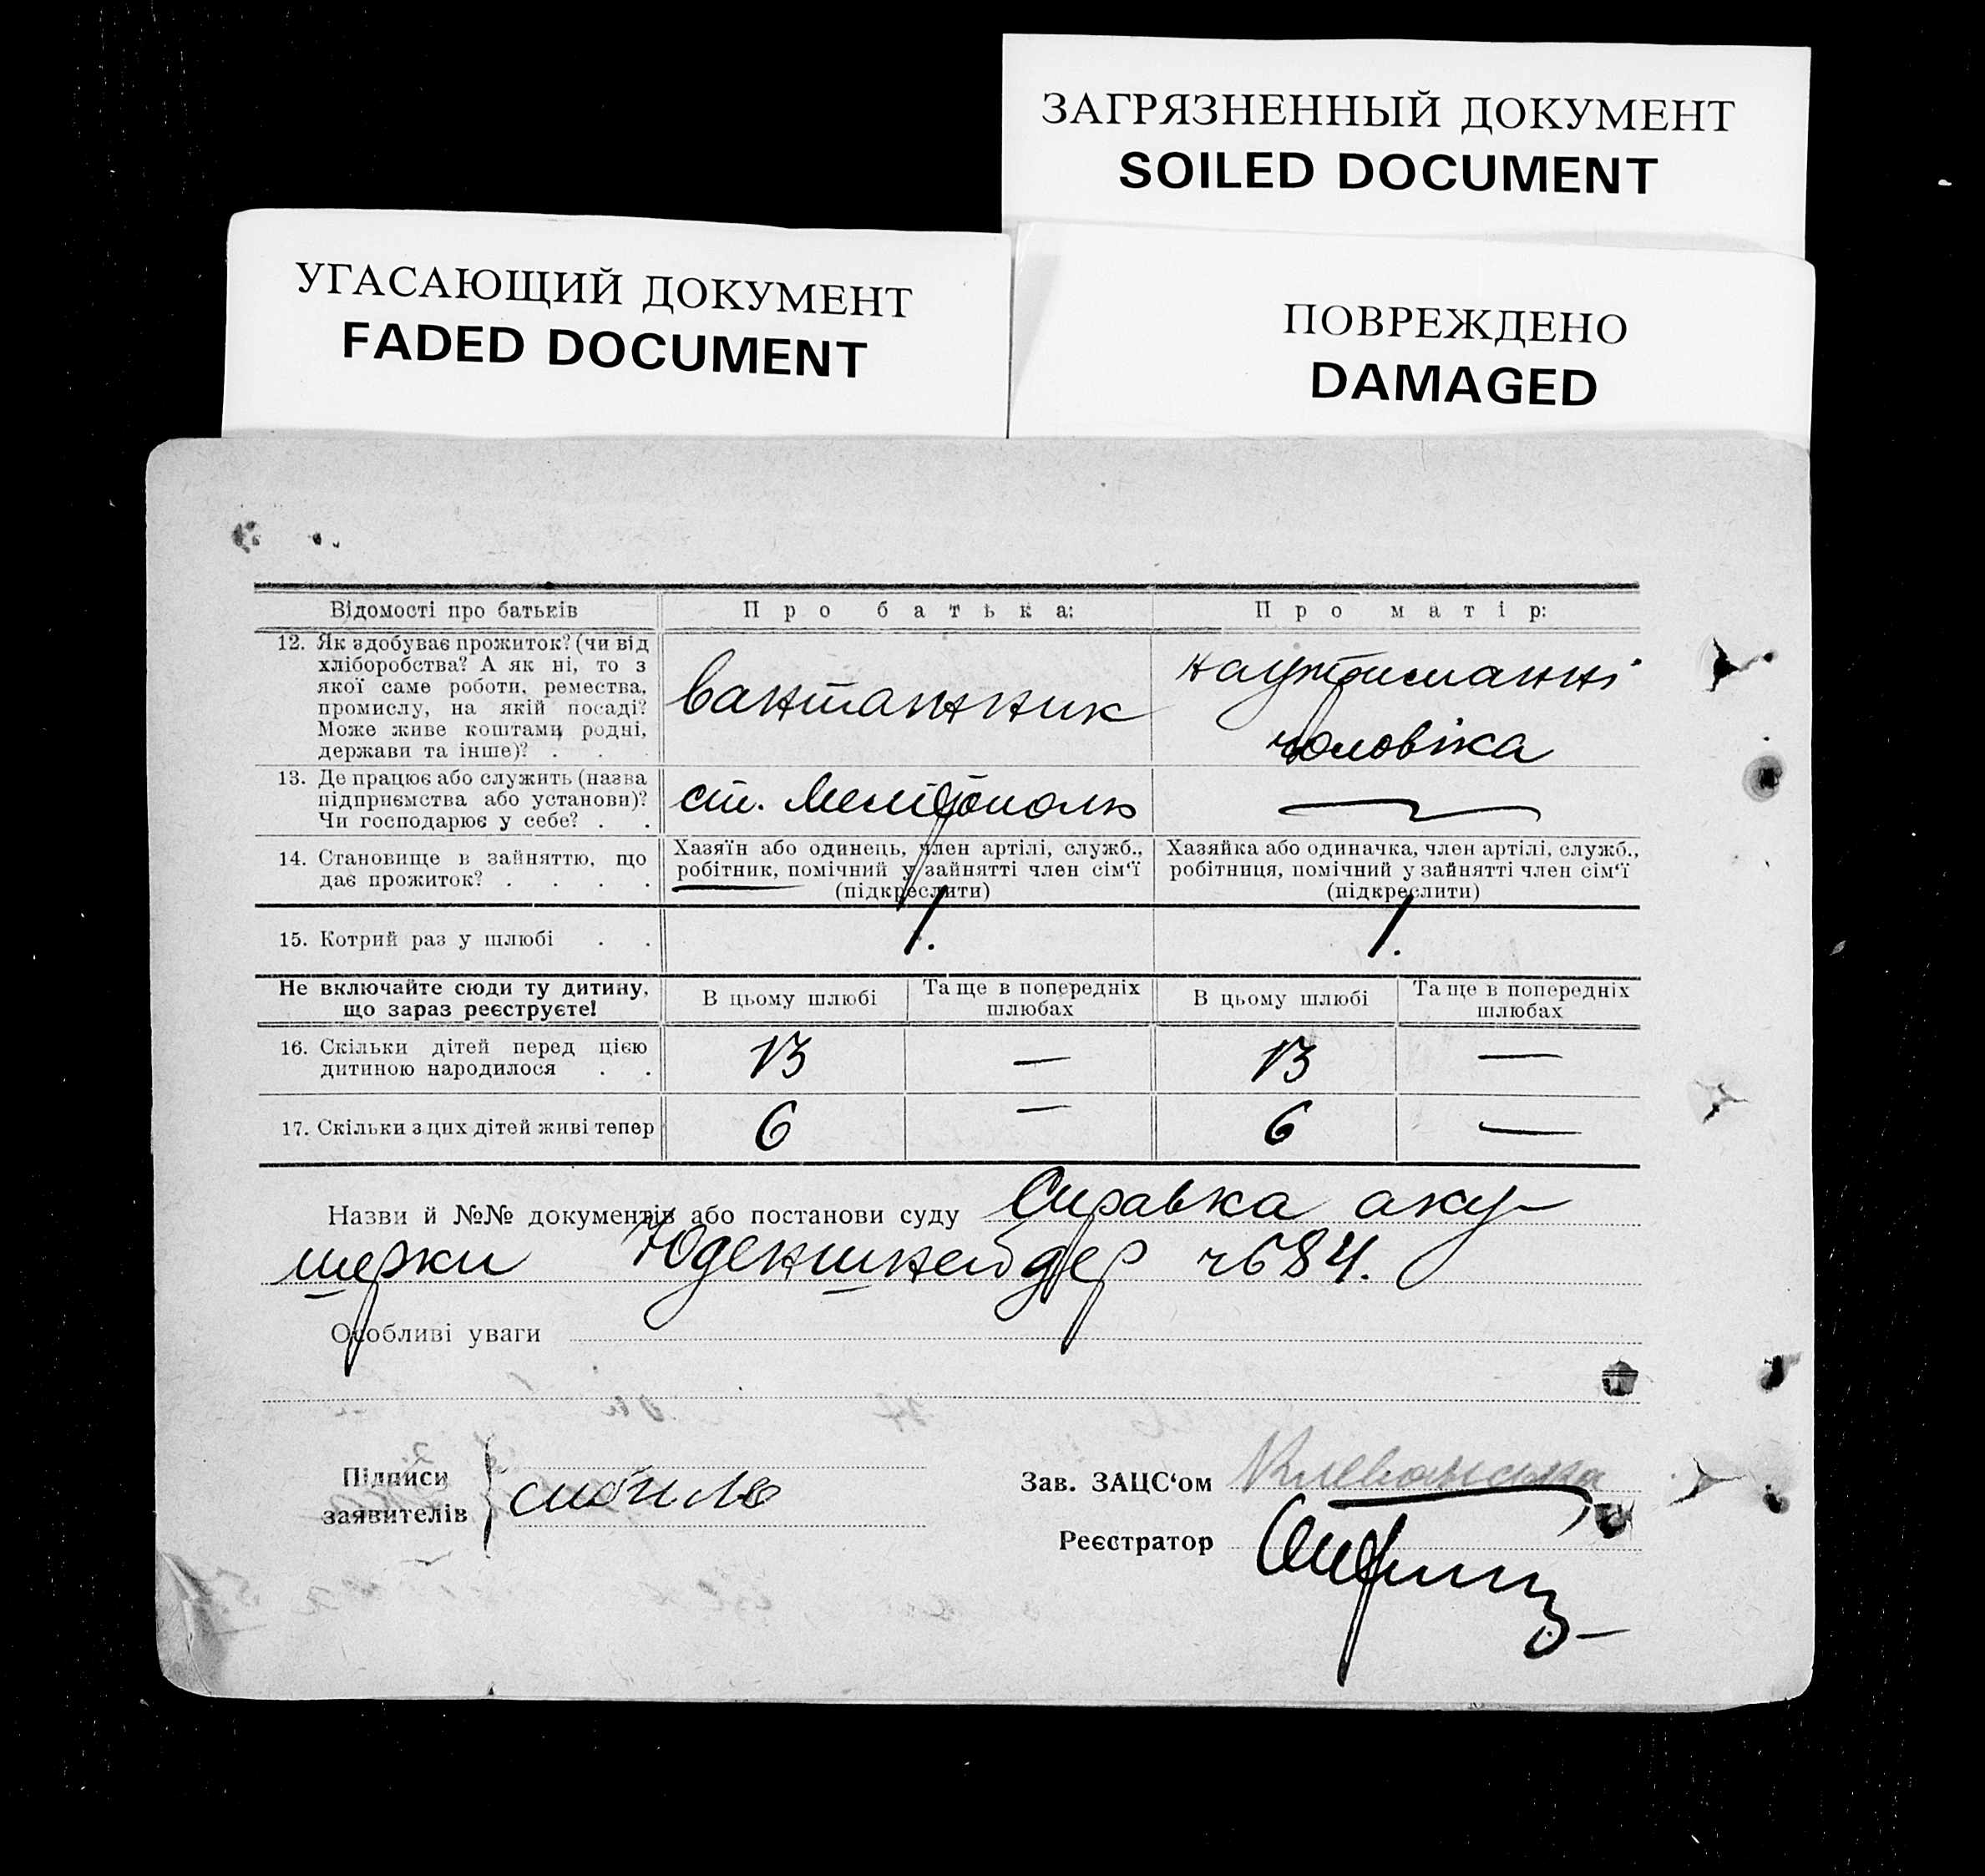 ЗАГРЯЗНЕННЫЙ ДОКУМЕНТ
SOILED DOCUMENT
УГАСАЮЩИЙ ДОКУМЕНТ
FADED DOCUMENT
ПОВРЕЖДЕНО
DAMAGED
Відомості про батьків
Про батька:
Про матір:
12. Як здобуває прожиток? (чи від
хліборобства? А як ні, то з
якої саме роботи, ремества,
промислу, на якій посаді?
Може живе коштами родні,
держави та інше)? . .
вантажник
на утриманні
чоловіка
13. Де працює або служить (назва
підприємства або установи)?
Чи господарює у себе? . .
ст. Мелітополь
14. Становище в зайняттю, що
дає прожиток? . . . .
Хазяїн або одинець, член артілі, служб.,
робітник, помічний у зайнятті член сім‘ї
(підкреслити)
Хазяйка або одиначка, член артілі, служб.,
робітниця, помічний у зайнятті член сім‘ї
(підкреслити)
15. Котрий раз у шлюбі . .
1.
1.
Не включайте сюди ту дитину,
що зараз реєструєте!
В цьому шлюбі
Та ще в попередніх
шлюбах
В цьому шлюбі
Та ще в попередніх
шлюбах
16. Скільки дітей перед цією
дитиною народилося . .
13
—
13
—
17. Скільки з цих дітей живі тепер
6
—
6
—
Назви й №№ документів або постанови суду Справка аку-
шерки Юденшнейдер ч684.
Особливі уваги
Підписи
заявителів
Зав. ЗАЦС‘ом
Реєстратор